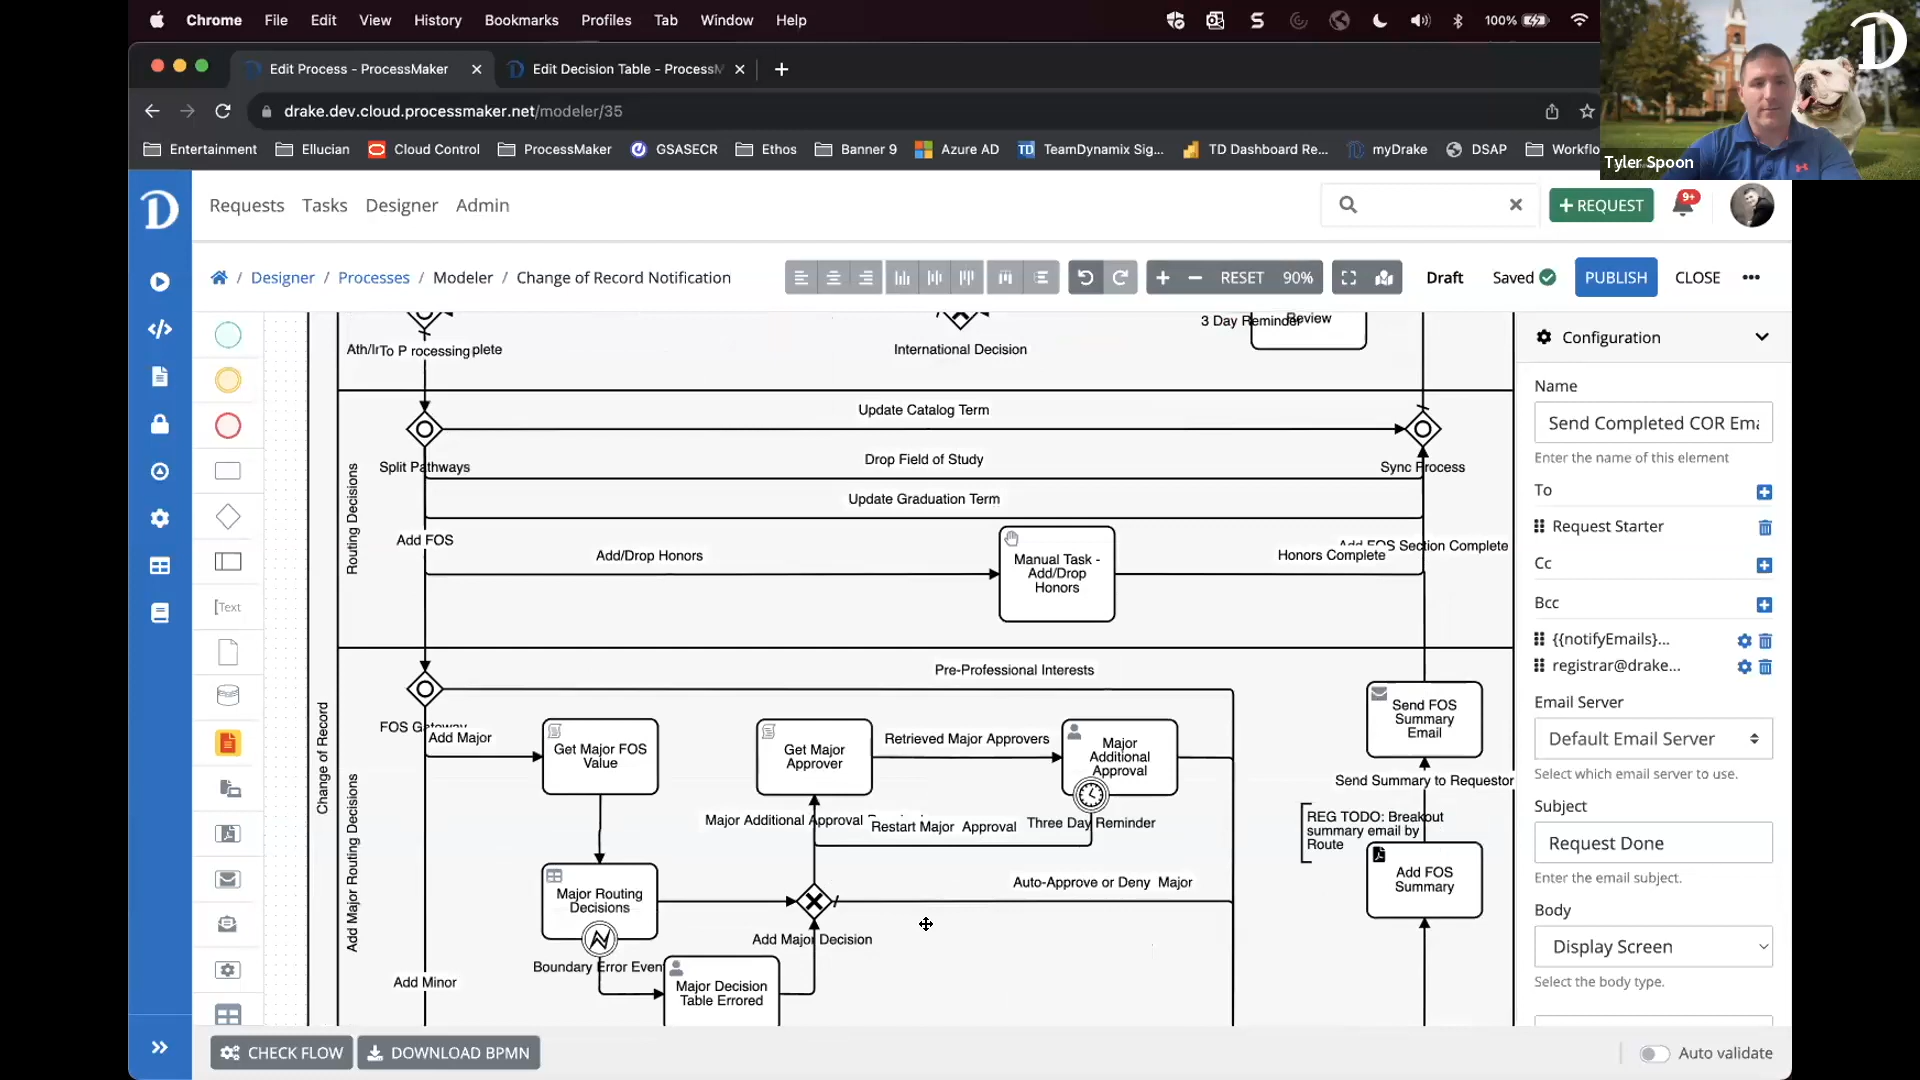 Chrome File Edit View History Bookmarks Profiles Tab Window Help
100%
Edit Process - ProcessMaker
Edit Decision Table - ProcessM
drake.dev.cloud.processmaker.net/modeler/35
Entertainment Ellucian Cloud Control ProcessMaker GSASECR Ethos Banner 9 Azure AD TeamDynamix Sig... TD Dashboard Re... myDrake DSAP Workflo
TD
Tyler Spoon
D
D
Requests Tasks Designer Admin
+ REQUEST
9+
/ Designer / Processes / Modeler / Change of Record Notification
+ − RESET 90%
Draft Saved PUBLISH CLOSE •••
[Text
3 Day Reminder
Review
To Processing
International Decision
Update Catalog Term
Split Pathways
Drop Field of Study
Sync Process
Update Graduation Term
Routing Decisions
Add FOS
Add/Drop Honors
Manual Task -
Add/Drop
Honors
Add FOS Section Complete
Honors Complete
Change of Record
Pre-Professional Interests
FOS Gateway
Add Major
Get Major FOS
Value
Get Major
Approver
Retrieved Major Approvers
Major
Additional
Approval
Send FOS
Summary
Email
Send Summary to Requestor
Major Additional Approval
Restart Major Approval
Three Day Reminder
REG TODO: Breakout
summary email by
Route
Add FOS
Summary
Add Major Routing Decisions
Major Routing
Decisions
Auto-Approve or Deny Major
Add Major Decision
Boundary Error Even
Major Decision
Table Errored
Add Minor
Configuration
Name
Send Completed COR Ema
Enter the name of this element
To
Request Starter
Cc
Bcc
{{notifyEmails}...
registrar@drake...
Email Server
Default Email Server
Select which email server to use.
Subject
Request Done
Enter the email subject.
Body
Display Screen
Select the body type.
CHECK FLOW
DOWNLOAD BPMN
Auto validate